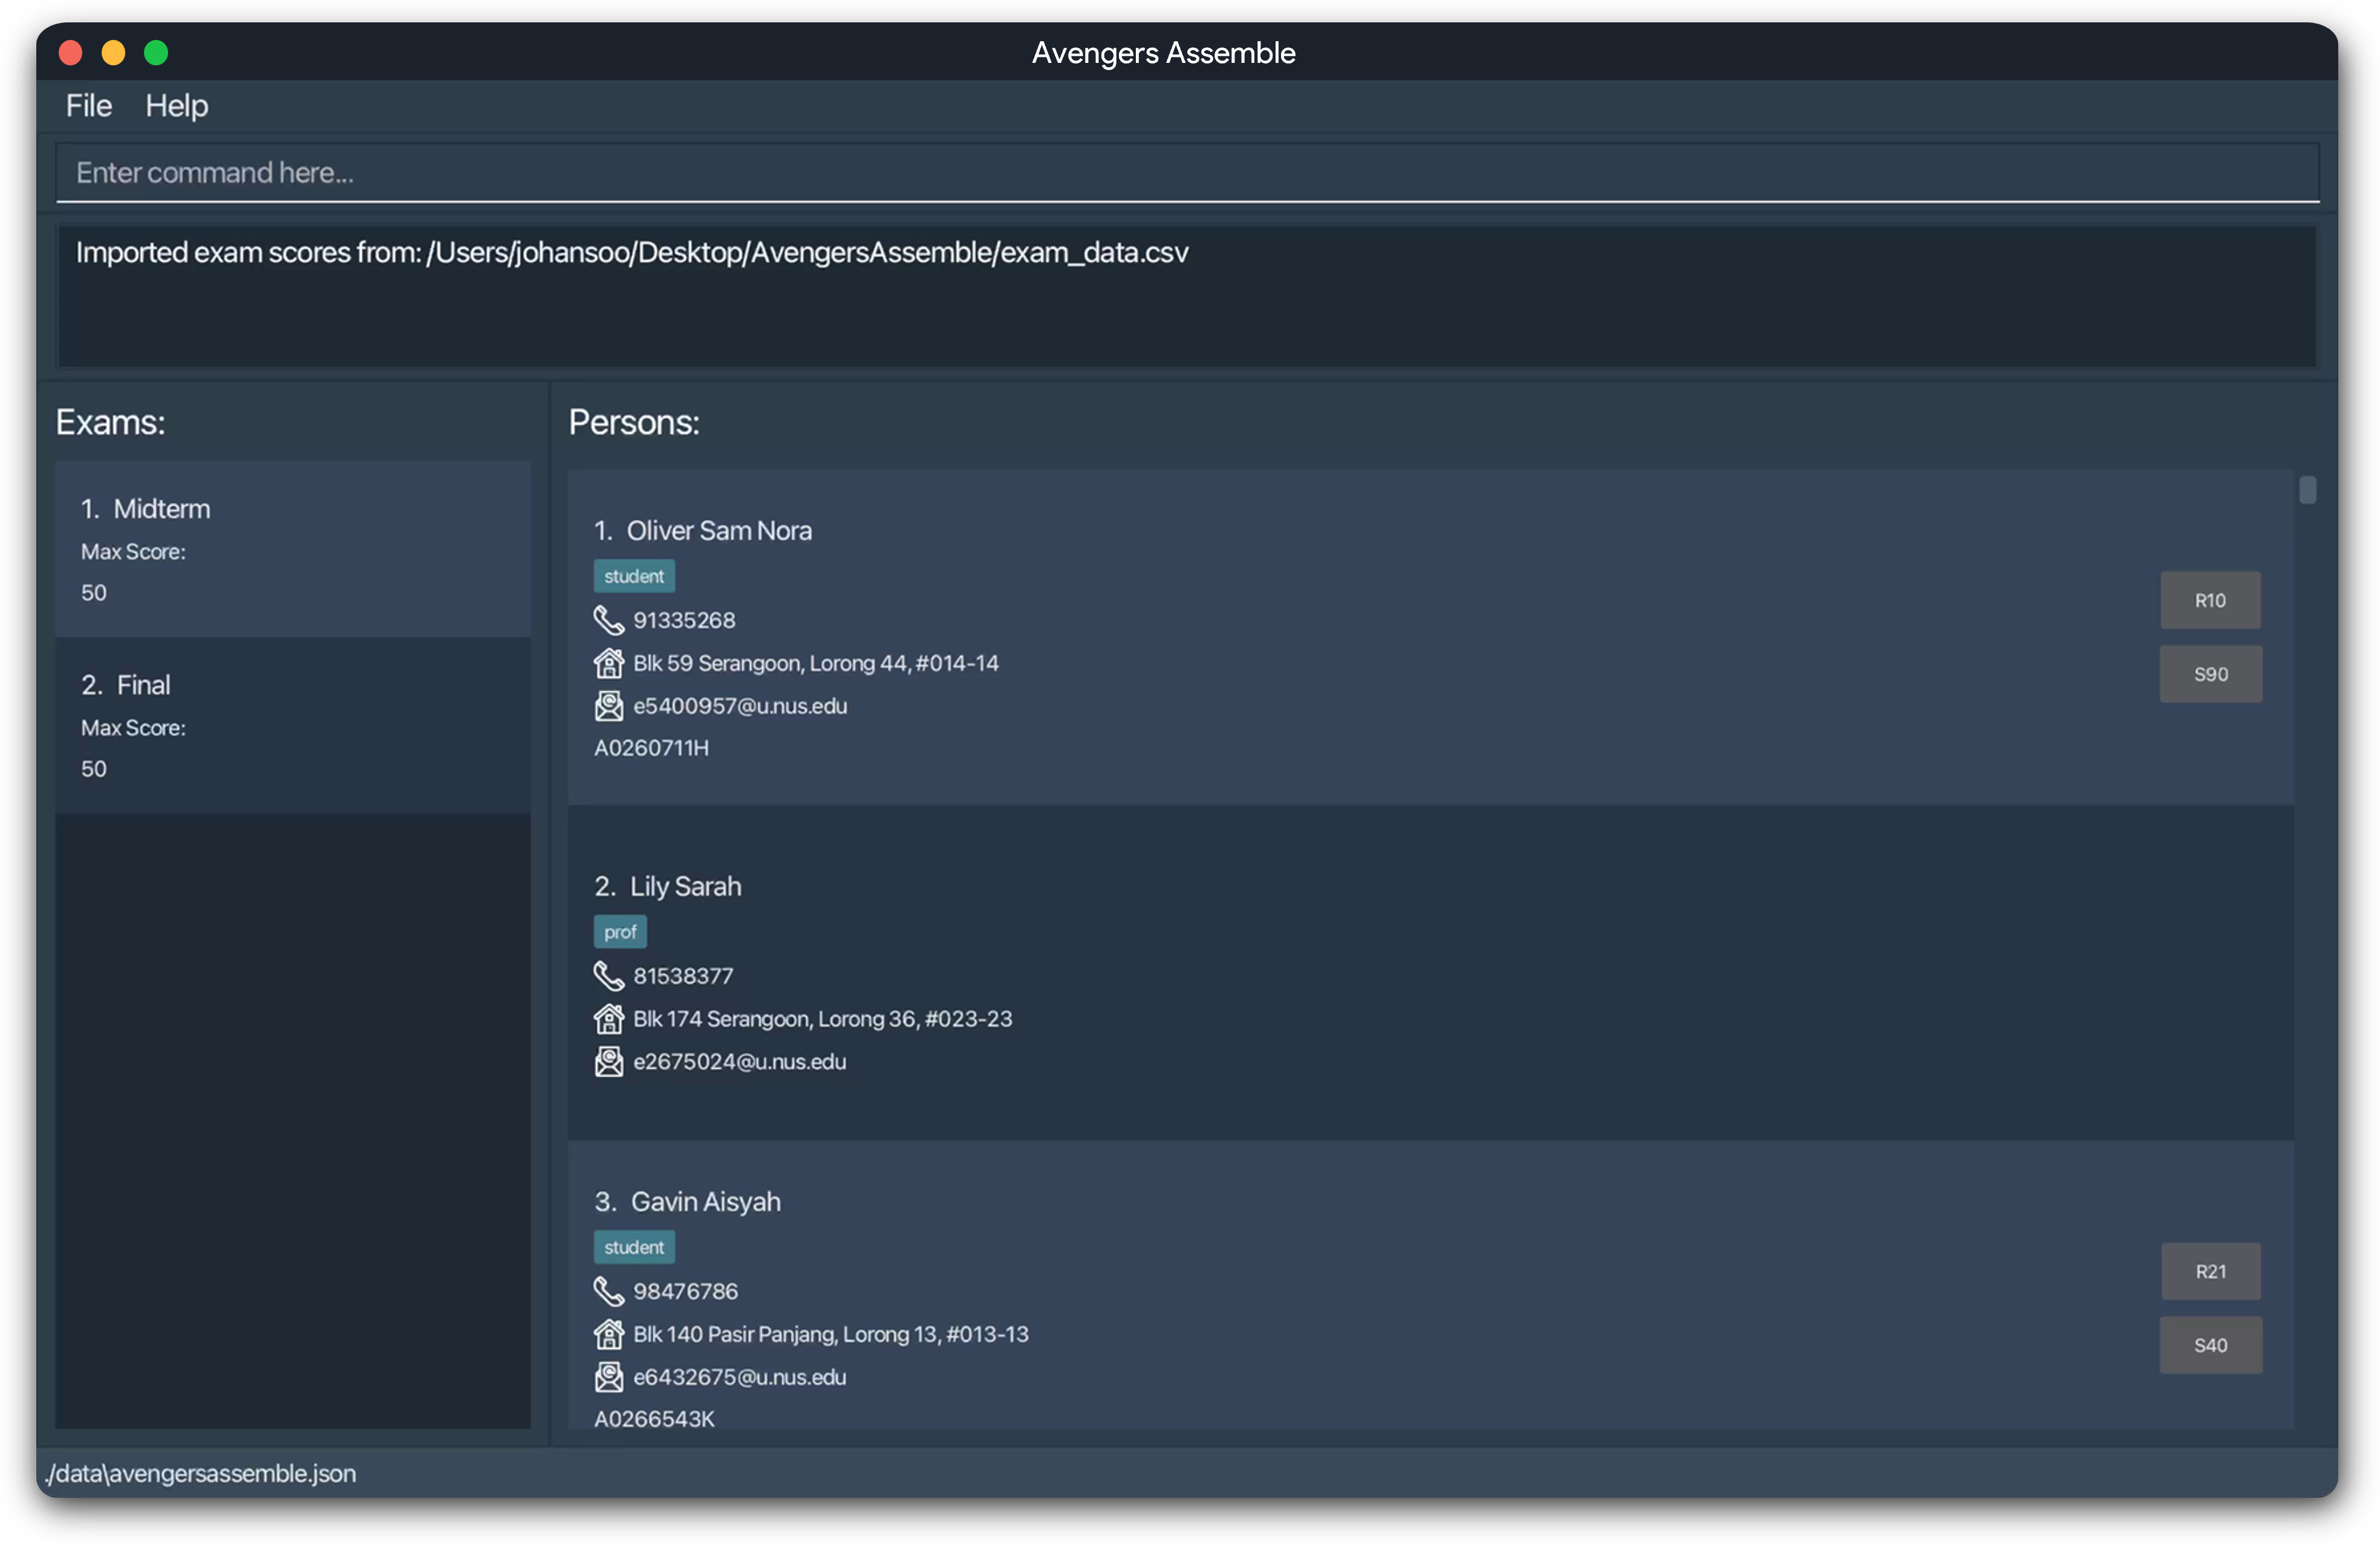 Avengers Assemble
File Help
Enter command here...
Imported exam scores from: /Users/johansoo/Desktop/AvengersAssemble/exam_data.csv
Exams:
1. Midterm
Max Score:
50
2. Final
Max Score:
50
Persons:
1. Oliver Sam Nora
student
91335268
Blk 59 Serangoon, Lorong 44, #014-14
e5400957@u.nus.edu
A0260711H
R10
S90
2. Lily Sarah
prof
81538377
Blk 174 Serangoon, Lorong 36, #023-23
e2675024@u.nus.edu
3. Gavin Aisyah
student
98476786
Blk 140 Pasir Panjang, Lorong 13, #013-13
e6432675@u.nus.edu
A0266543K
R21
S40
./data\avengersassemble.json